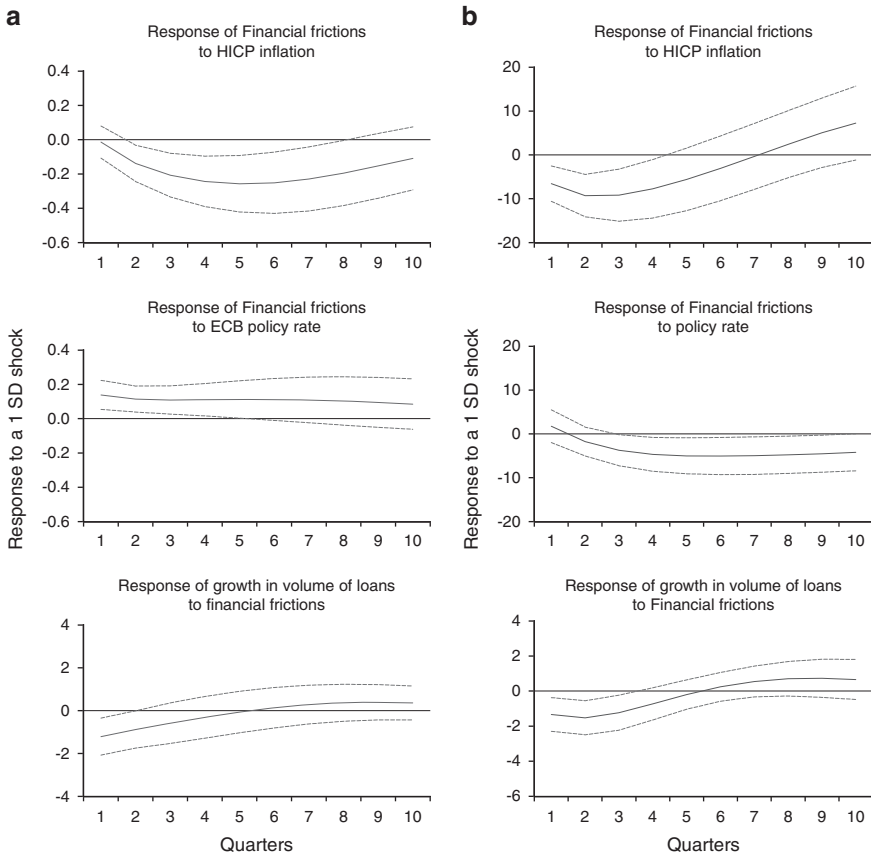 a
Response of Financial frictions
to HICP inflation
0.4
0.2
0.0
-0.2
-0.4
-0.6
1 2 3 4 5 6 7 8 9 10
Response of Financial frictions
to ECB policy rate
0.4
0.2
0.0
0.2
-0.4
-0.6
1 2 3 4 5 6 7 8 9 10
Response to a 1 SD shock
Response of growth in volume of loans
to financial frictions
4
2
0
-2
-4
1 2 3 4 5 6 7 8 9 10
Quarters
b
Response of Financial frictions
to HICP inflation
20
10
0
-10
-20
1 2 3 4 5 6 7 8 9 10
Response of Financial frictions
to policy rate
20
10
0
-10
-20
1 2 3 4 5 6 7 8 9 10
Response to a 1 SD shock
Response of growth in volume of loans
to Financial frictions
4
2
0
-2
-4
-6
1 2 3 4 5 6 7 8 9 10
Quarters